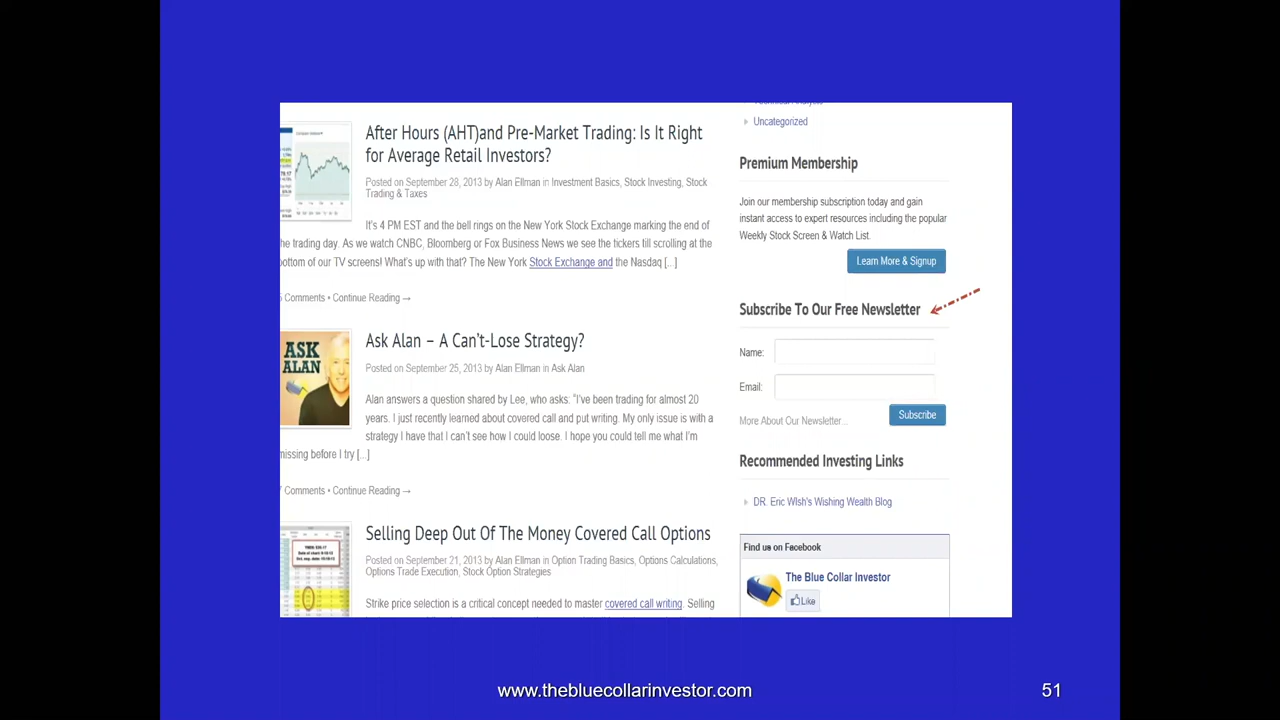 After Hours (AHT)and Pre-Market Trading: Is It Right
for Average Retail Investors?
Posted on September 28, 2013 by Alan Ellman in Investment Basics, Stock Investing, Stock
Trading & Taxes
It's 4 PM EST and the bell rings on the New York Stock Exchange marking the end of
the trading day. As we watch CNBC, Bloomberg or Fox Business News we see the tickers till scrolling at the
bottom of our TV screens! What's up with that? The New York Stock Exchange and the Nasdaq [...]
Comments • Continue Reading →
ASK
ALAN
Ask Alan – A Can't-Lose Strategy?
Posted on September 25, 2013 by Alan Ellman in Ask Alan
Alan answers a question shared by Lee, who asks: "I've been trading for almost 20
years. I just recently learned about covered call and put writing. My only issue is with a
strategy I have that I can't see how I could loose. I hope you could tell me what I'm
missing before I try [...]
Comments • Continue Reading →
Selling Deep Out Of The Money Covered Call Options
Posted on September 21, 2013 by Alan Ellman in Option Trading Basics, Options Calculations,
Options Trade Execution, Stock Option Strategies
Strike price selection is a critical concept needed to master covered call writing. Selling
Uncategorized
Premium Membership
Join our membership subscription today and gain
instant access to expert resources including the popular
Weekly Stock Screen & Watch List.
Learn More & Signup
Subscribe To Our Free Newsletter
Name:
Email:
More About Our Newsletter...
Subscribe
Recommended Investing Links
DR. Eric WIsh's Wishing Wealth Blog
Find us on Facebook
The Blue Collar Investor
Like
www.thebluecollarinvestor.com
51